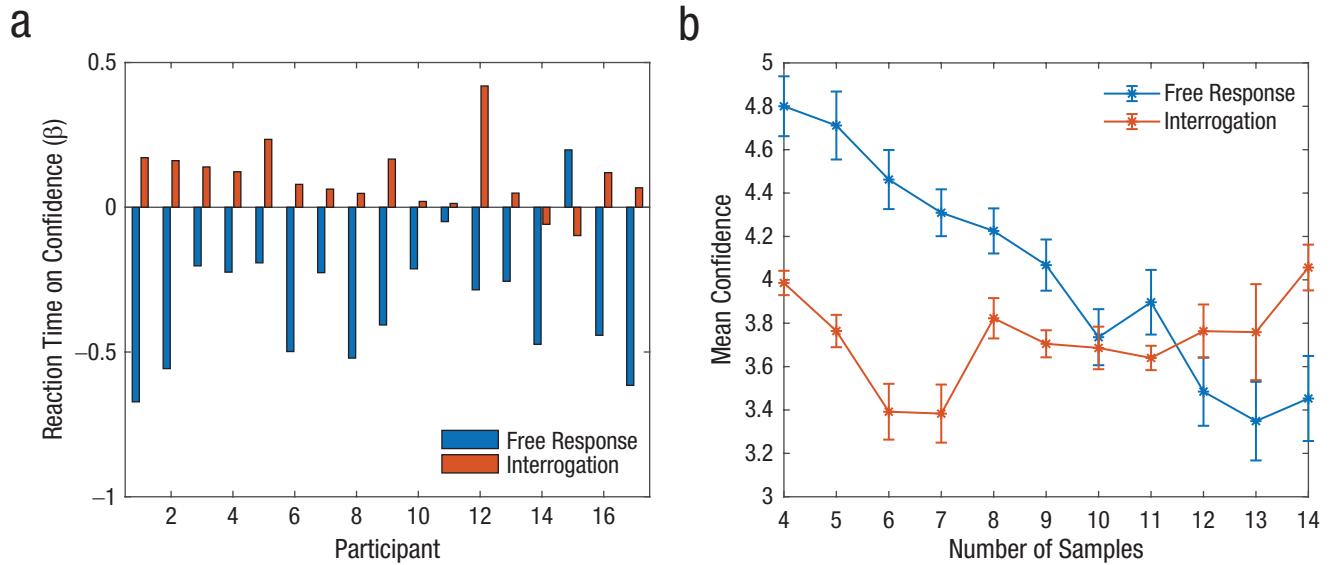 a
0.5
0
−0.5
−1
Reaction Time on Confidence (β)
2 4 6 8 10 12 14 16
Participant
Free Response
Interrogation
b
5
4.8
4.6
4.4
4.2
4
3.8
3.6
3.4
3.2
3
Mean Confidence
4 5 6 7 8 9 10 11 12 13 14
Number of Samples
Free Response
Interrogation